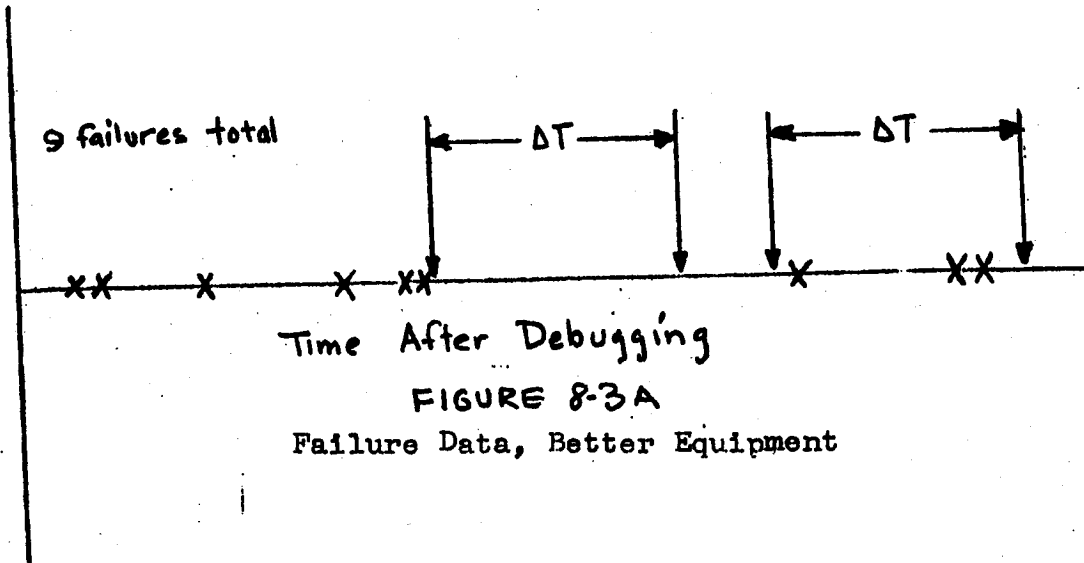 9 failures total
ΔT
ΔT
Time After Debugging
FIGURE 8-3A
Failure Data, Better Equipment